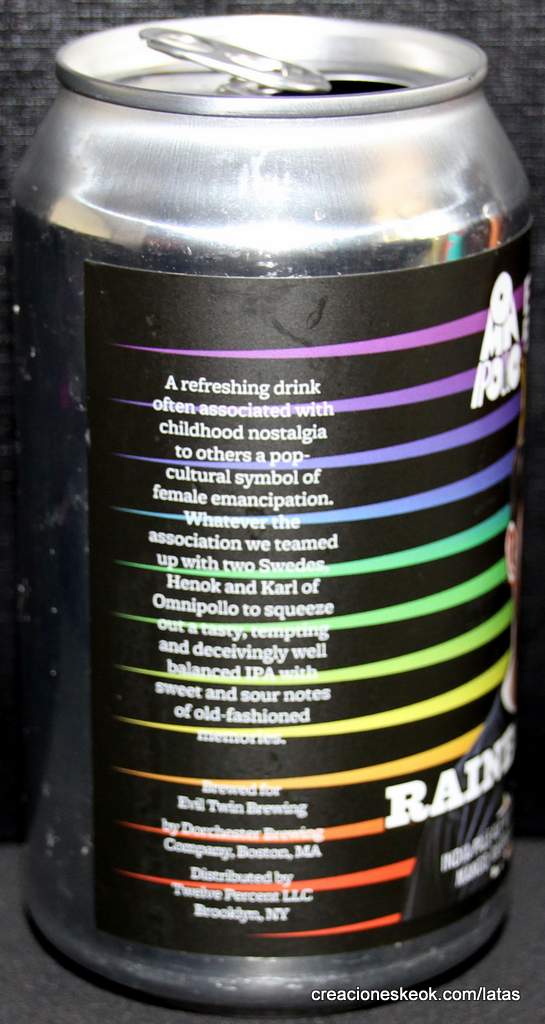 A refreshing drink
often associated with
childhood nostalgia
to others a pop-
cultural symbol of
female emancipation.
Whatever the
association we teamed
up with two Swedes,
Henok and Karl of
Omnipollo to squeeze
out a tasty, tempting
and deceivingly well
balanced IPA with
sweet and sour notes
of old-fashioned
memories.
Brewed for
Evil Twin Brewing
by Dorchester Brewing
Company, Boston, MA
Distributed by
Twelve Percent LLC
Brooklyn, NY
O
MN
IPOLLO
RAIN
creacioneskeok.com/latas